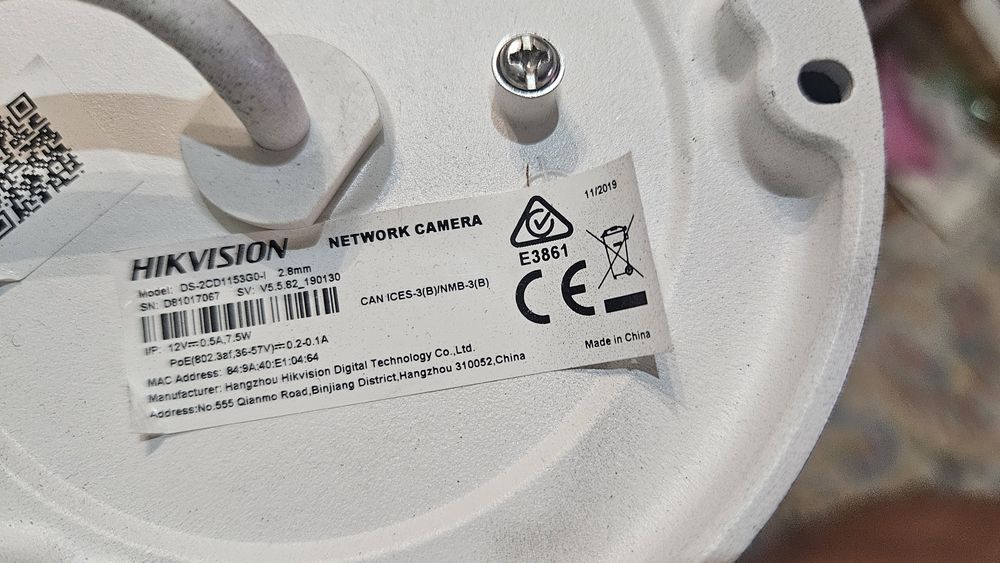 HIKVISION
NETWORK CAMERA
11/2019
Model: DS-2CD1153G0-I 2.8mm
SN: D81017067 SV: V5.5.82_190130
E3861
CAN ICES-3(B)/NMB-3(B)
CE
I/P: 12V⎓0.5A,7.5W
PoE(802.3af,36-57V)⎓0.2-0.1A
MAC Address: 84:9A:40:E1:04:64
Made in China
Manufacturer: Hangzhou Hikvision Digital Technology Co.,Ltd.
Address:No.555 Qianmo Road,Binjiang District,Hangzhou 310052,China